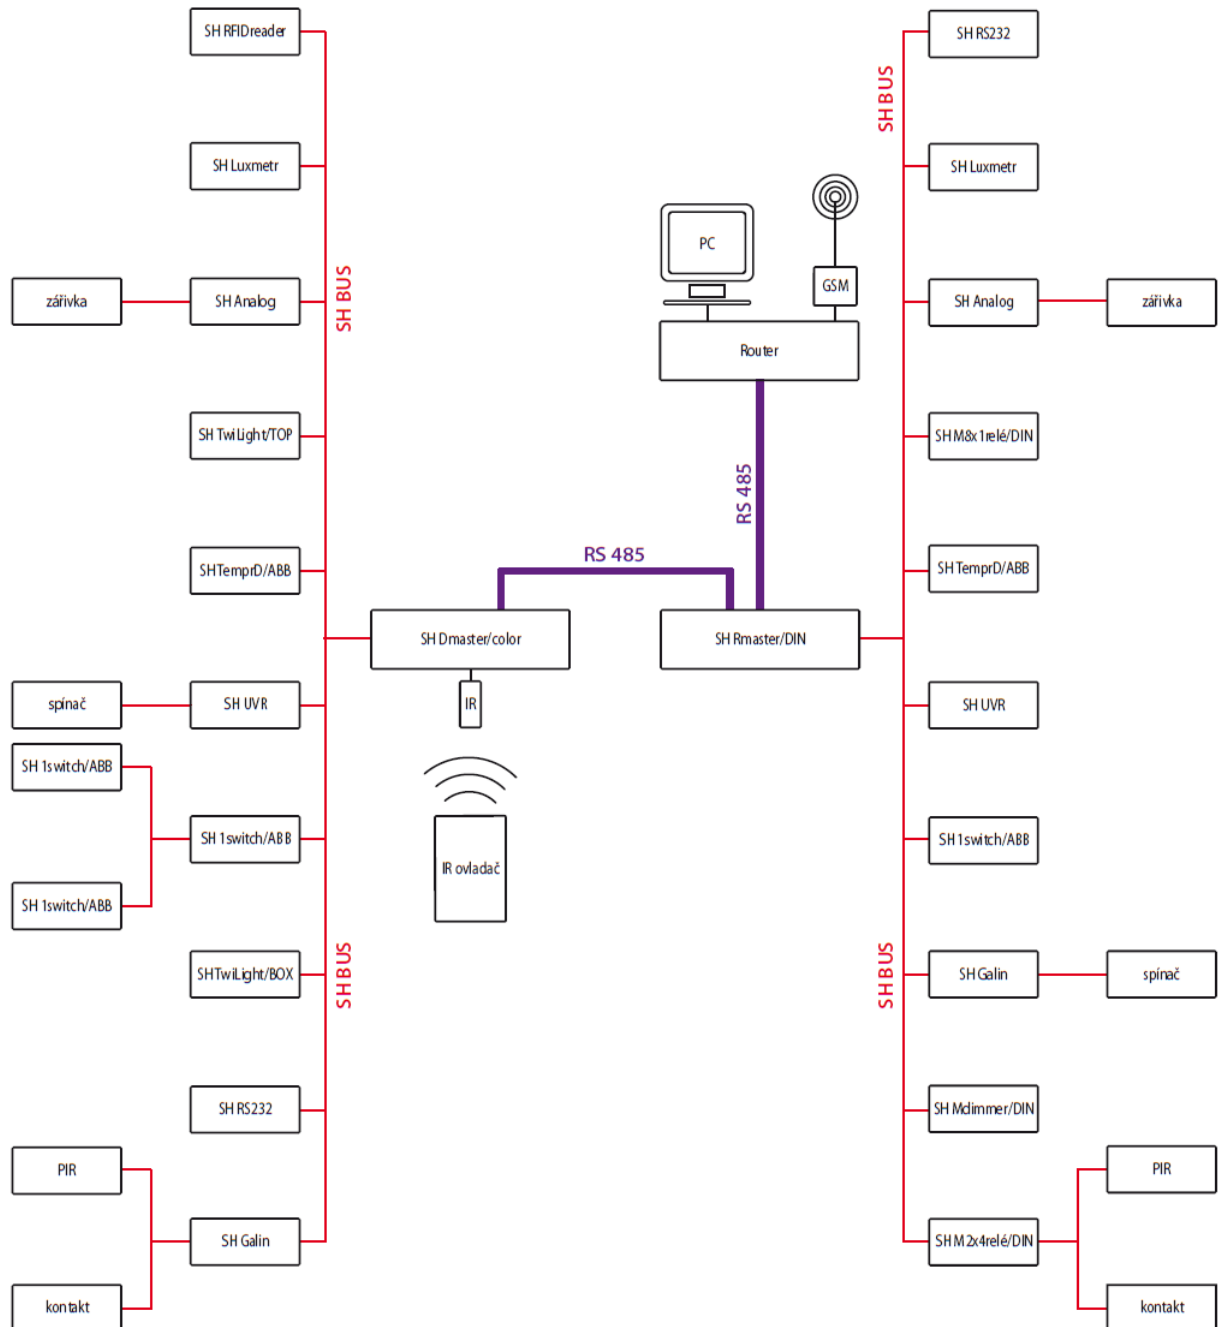 SH RFIDreader
SH RS232
SH BUS
SH Luxmetr
SH Luxmetr
PC
SH BUS
zářivka
SH Analog
GSM
SH Analog
zářivka
Router
SH TwiLight/TOP
SH M8x1relé/DIN
RS 485
RS 485
SH TemprD/ABB
SH TemprD/ABB
SH Dmaster/color
SH Rmaster/DIN
spínač
SH UVR
IR
SH UVR
SH 1switch/ABB
SH 1switch/ABB
SH 1switch/ABB
IR ovladač
SH 1switch/ABB
SH BUS
SH BUS
SH TwiLight/BOX
SH Galin
spínač
SH RS232
SH Mdimmer/DIN
PIR
PIR
SH Galin
SH M2x4relé/DIN
kontakt
kontakt